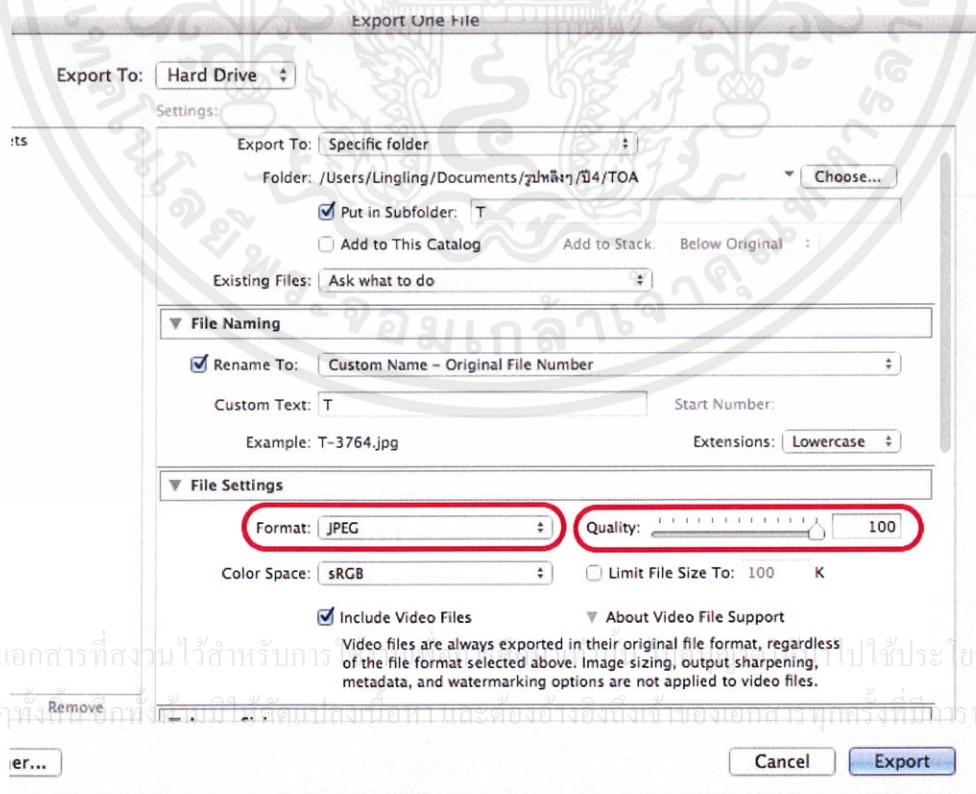 Export One File
Export To: Hard Drive
Settings:
ets
Export To: Specific folder
Folder: /Users/Lingling/Documents/รูปหลิงๆ/ปี4/TOA Choose...
Put in Subfolder: T
Add to This Catalog Add to Stack: Below Original
Existing Files: Ask what to do
File Naming
Rename To: Custom Name – Original File Number
Custom Text: T Start Number:
Example: T-3764.jpg Extensions: Lowercase
File Settings
Format: JPEG Quality: 100
Color Space: sRGB Limit File Size To: 100 K
Include Video Files About Video File Support
Video files are always exported in their original file format, regardless
of the file format selected above. Image sizing, output sharpening,
metadata, and watermarking options are not applied to video files.
Remove
er... Cancel Export